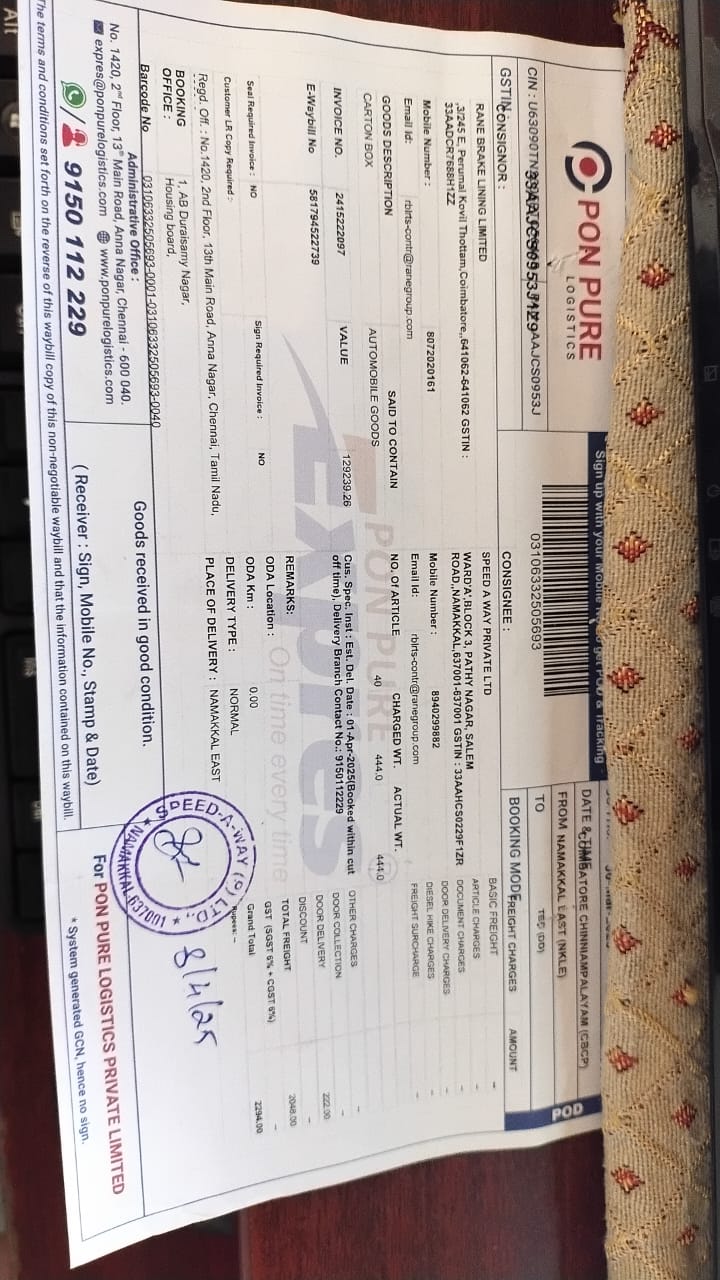 PON PURE
LOGISTICS
Sign up with your Mobile
POD & Tracking
CIN : U63090TN
AAJCS0953J
GSTIN :
03106332505693
DATE & TIME
FROM
COIMBATORE CHINNIAMPALAYAM (CBCP)
TO
NAMAKKAL EAST (NKLE)
BOOKING MODE
POD
CONSIGNOR :
RANE BRAKE LINING LIMITED
,3/245 E, Perumal Kovil Thottam,Coimbatore,,641062-641062 GSTIN :
33AADCR7688H1ZZ
Mobile Number : 8072020161
Email Id: rblrts-contr@ranegroup.com
CONSIGNEE :
SPEED A WAY PRIVATE LTD
WARD'A',BLOCK 3, PATHY NAGAR, SALEM
ROAD,,NAMAKKAL,637001-637001 GSTIN : 33AAHCS0229F1ZR
Mobile Number : 8940299882
Email Id: rblrts-contr@ranegroup.com
GOODS DESCRIPTION SAID TO CONTAIN NO. OF ARTICLE CHARGED WT. ACTUAL WT.
CARTON BOX AUTOMOBILE GOODS 40 444.0 444.0
INVOICE NO. 2415222097 VALUE 129239.26
Cus. Spec. Inst : Est. Del. Date : 01-Apr-2025(Booked within cut
off time), Delivery Branch Contact No.: 9150112229
E-Waybill No 581794522739
REMARKS:
Seal Required Invoice : NO Sign Required Invoice : NO
ODA Location :
Customer LR Copy Required :
ODA Km : 0.00
DELIVERY TYPE : NORMAL
PLACE OF DELIVERY : NAMAKKAL EAST
FREIGHT CHARGES AMOUNT
BASIC FREIGHT --
ARTICLE CHARGES --
DOCUMENT CHARGES --
DOOR DELIVERY CHARGES --
DIESEL HIKE CHARGES --
FREIGHT SURCHARGE --
OTHER CHARGES --
DOOR COLLECTION --
DOOR DELIVERY 222.00
DISCOUNT --
TOTAL FREIGHT 2048.00
GST (SGST 6% + CGST 6%) --
Grand Total 2294.00
Rupees: --
Regd. Off. : No.1420, 2nd Floor, 13th Main Road, Anna Nagar, Chennai, Tamil Nadu,
BOOKING OFFICE : 1, AB Duraisamy Nagar,
Housing board,
Barcode No 03106332505693-0001-03106332505693-0040
PON PURE
EXpres
On time every time
Administrative Office :
No. 1420, 2nd Floor, 13th Main Road, Anna Nagar, Chennai - 600 040.
expres@ponpurelogistics.com www.ponpurelogistics.com
9150 112 229
Goods received in good condition.
( Receiver : Sign, Mobile No., Stamp & Date)
SPEED-A-WAY (P) LTD.
NAMAKKAL-637001
8/4/25
For PON PURE LOGISTICS PRIVATE LIMITED
* System generated GCN, hence no sign.
The terms and conditions set forth on the reverse of this waybill copy of this non-negotiable waybill and that the information contained on this waybill.
Alt